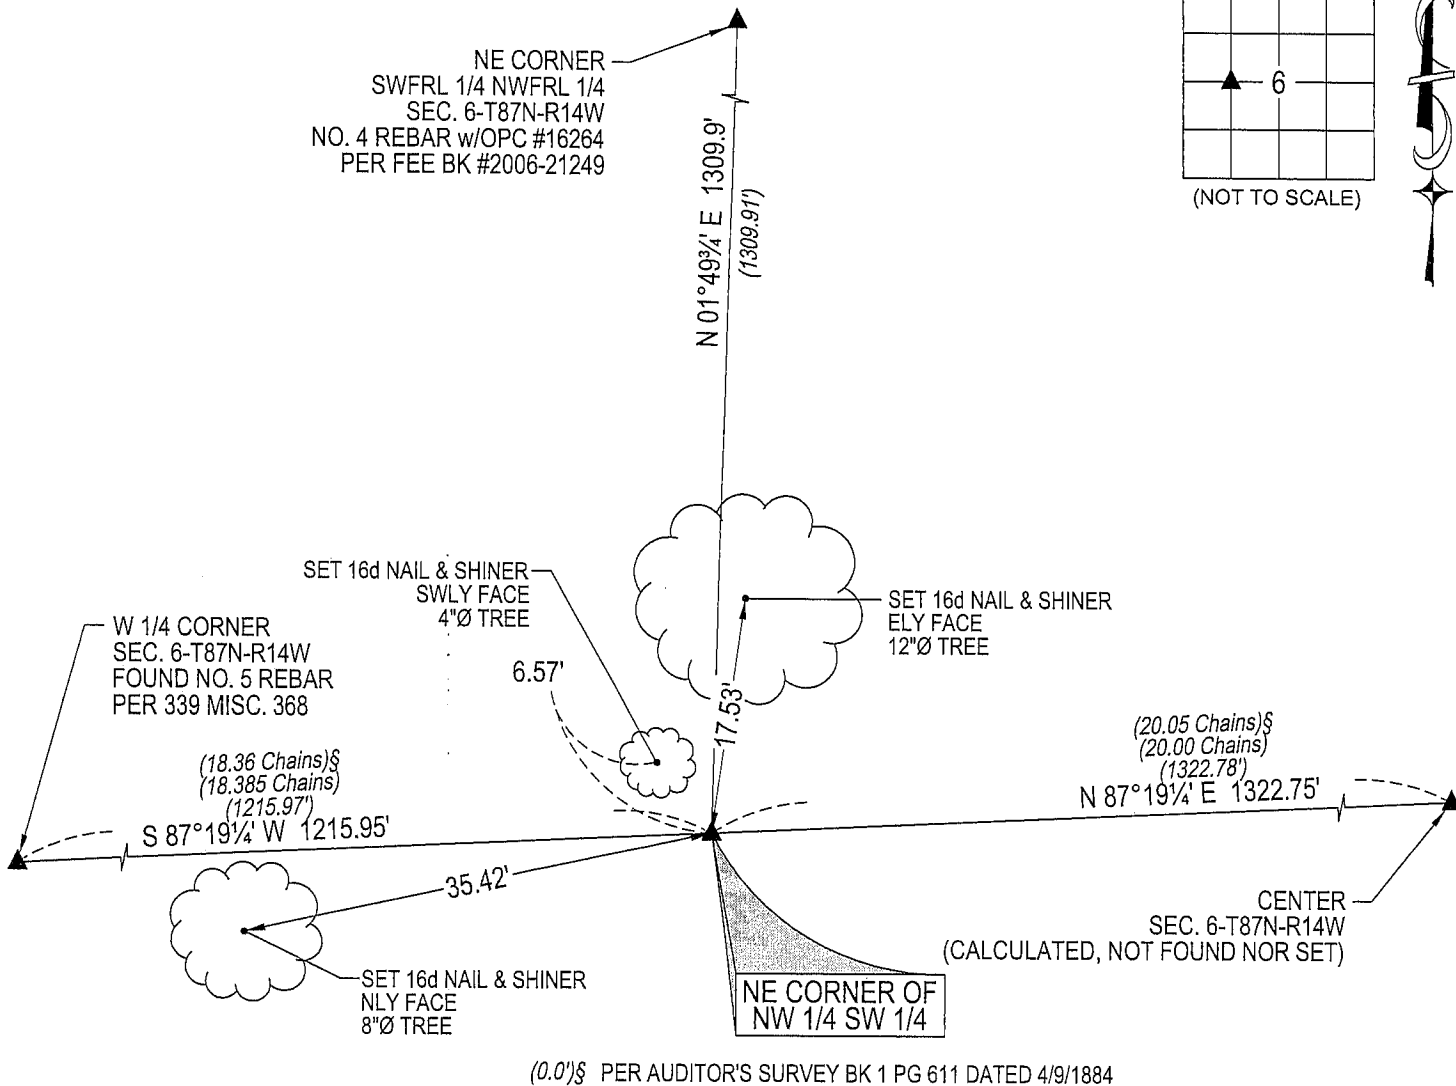 NE CORNER
SWFRL 1/4 NWFRL 1/4
SEC. 6-T87N-R14W
NO. 4 REBAR w/OPC #16264
PER FEE BK #2006-21249
6
(NOT TO SCALE)
N 01°49¾' E 1309.9'
(1309.91')
SET 16d NAIL & SHINER
SWLY FACE
4"Ø TREE
SET 16d NAIL & SHINER
ELY FACE
12"Ø TREE
W 1/4 CORNER
SEC. 6-T87N-R14W
FOUND NO. 5 REBAR
PER 339 MISC. 368
6.57'
17.53'
(18.36 Chains)§
(18.385 Chains)
(1215.97')
S 87°19¼' W 1215.95'
(20.05 Chains)§
(20.00 Chains)
(1322.78')
N 87°19¼' E 1322.75'
35.42'
CENTER
SEC. 6-T87N-R14W
(CALCULATED, NOT FOUND NOR SET)
SET 16d NAIL & SHINER
NLY FACE
8"Ø TREE
NE CORNER OF
NW 1/4 SW 1/4
(0.0')§ PER AUDITOR'S SURVEY BK 1 PG 611 DATED 4/9/1884